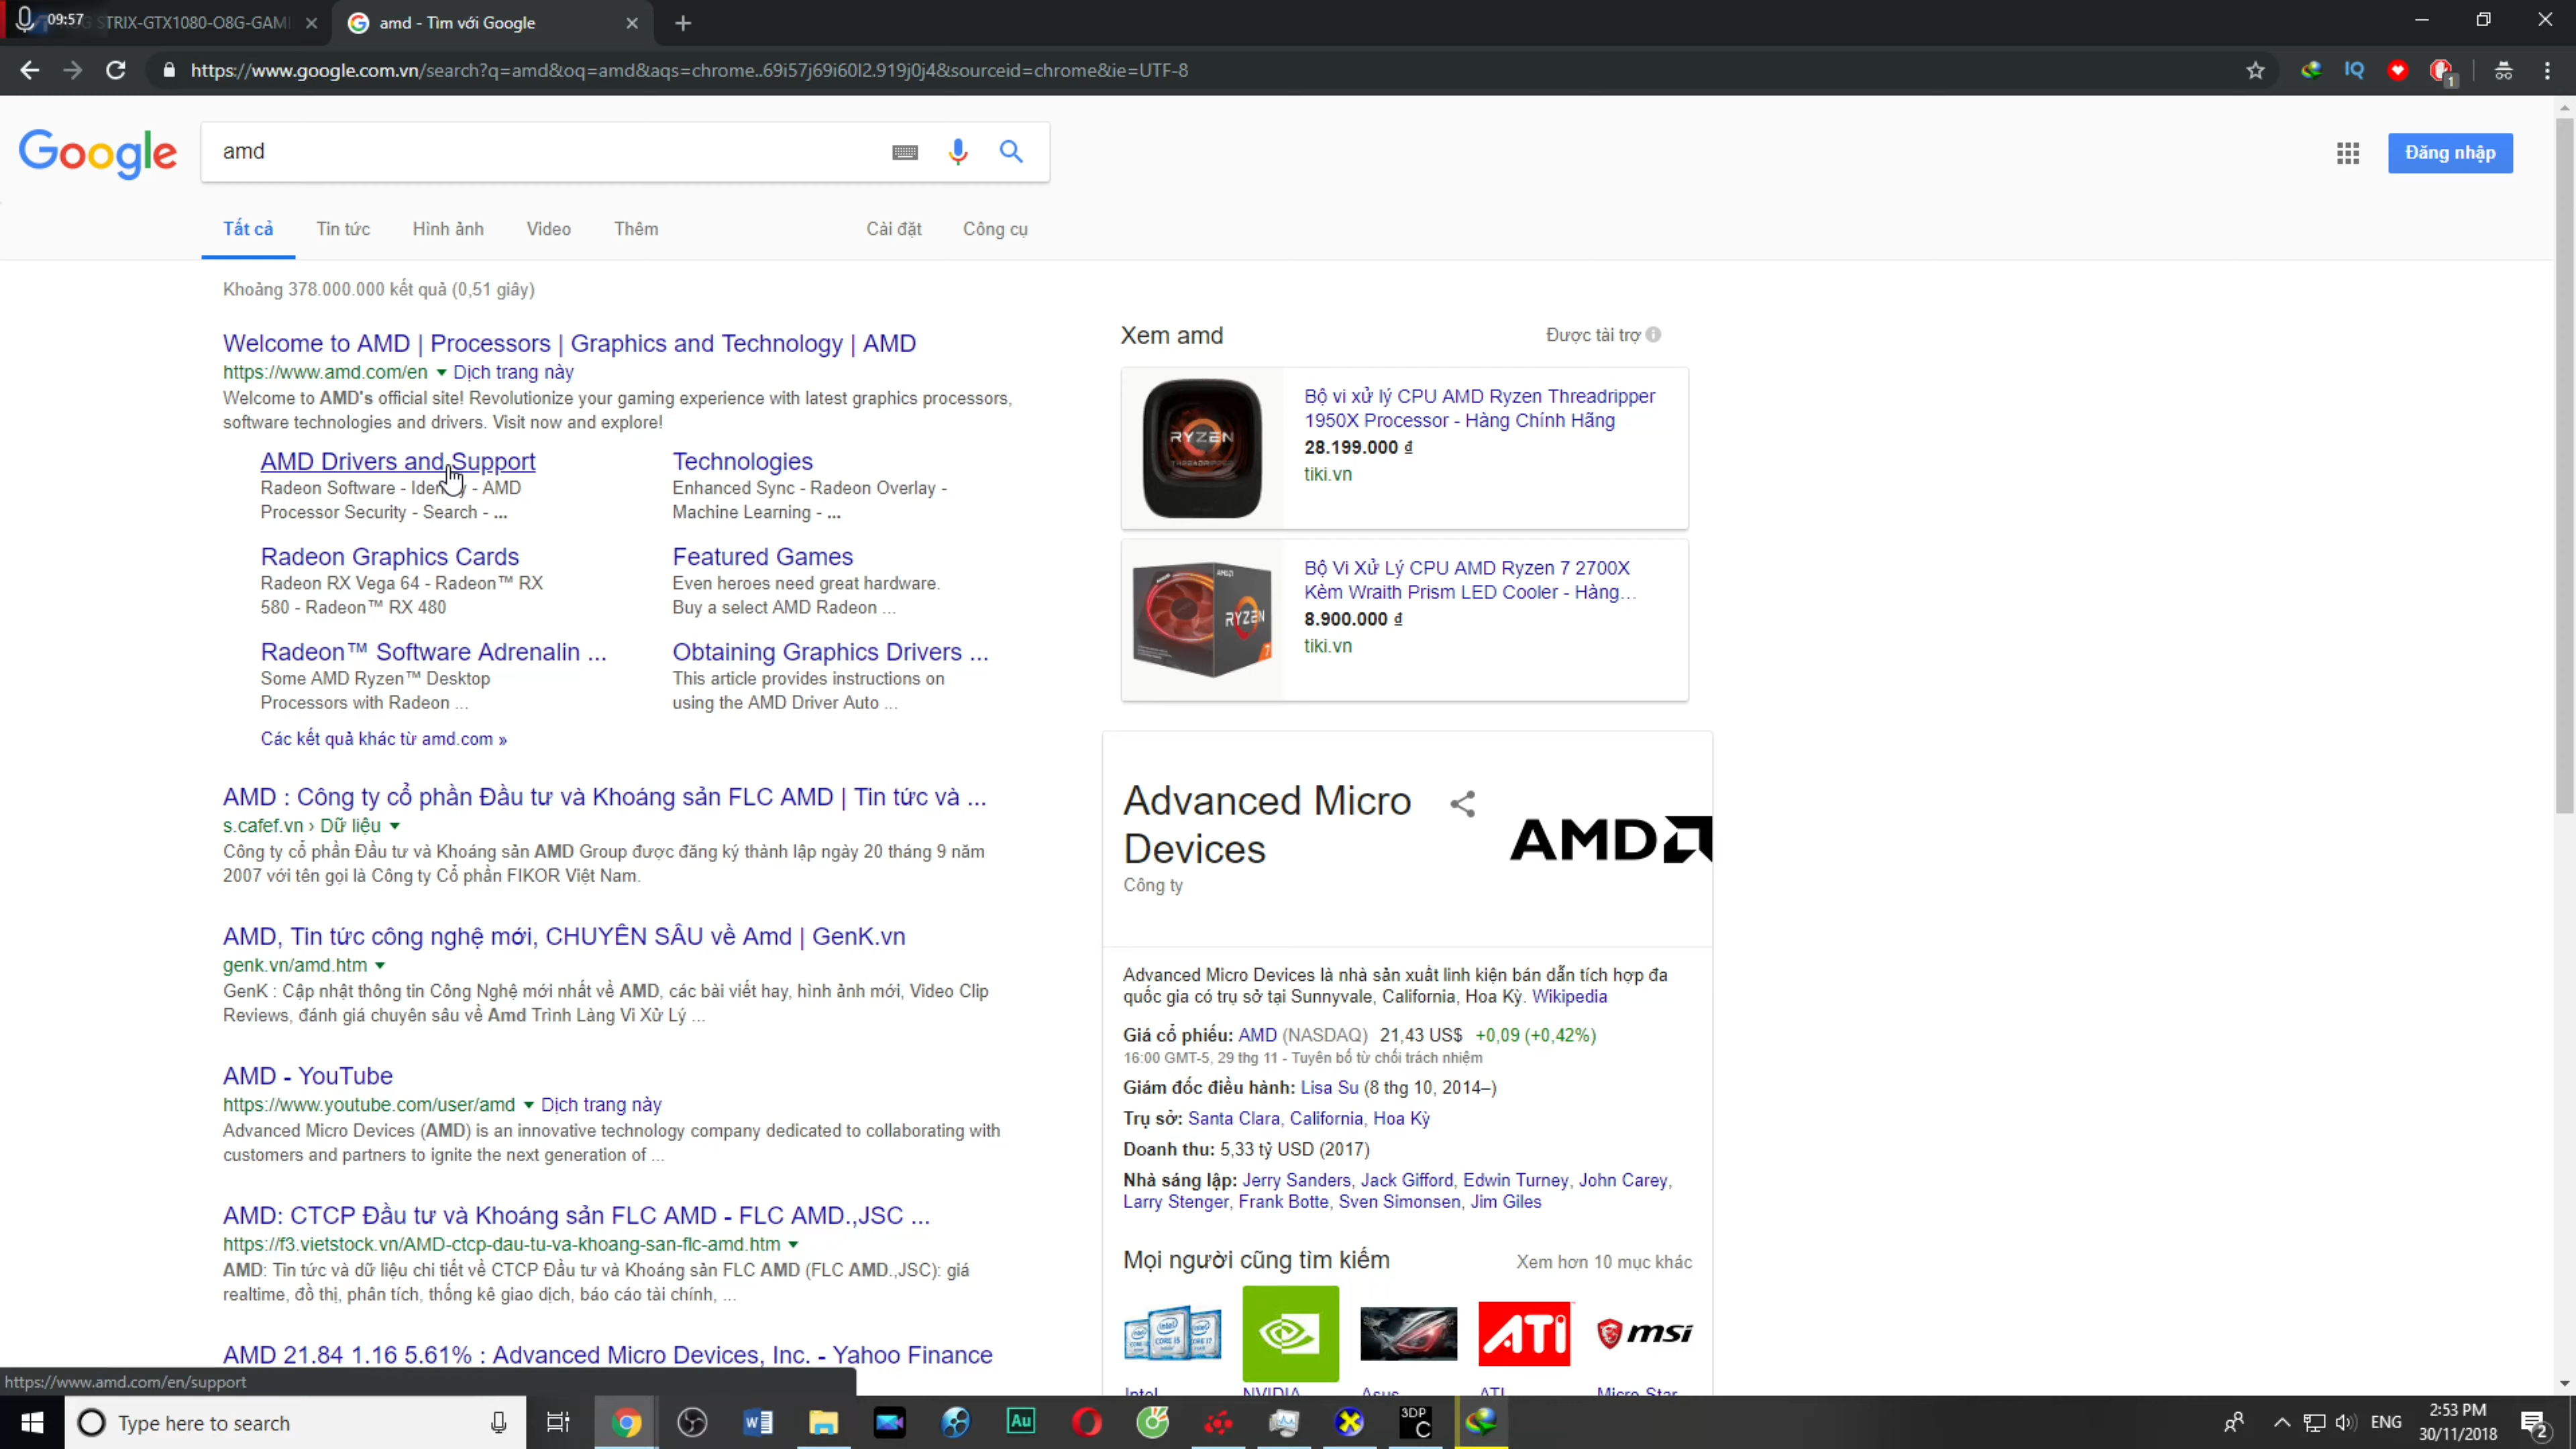 09:57
STRIX-GTX1080-O8G-GAMI
amd - Tìm với Google
https://www.google.com.vn/search?q=amd&oq=amd&aqs=chrome..69i57j69i60l2.919j0j4&sourceid=chrome&ie=UTF-8
IQ
1
Google
amd
Đăng nhập
Tất cả Tin tức Hình ảnh Video Thêm Cài đặt Công cụ
Khoảng 378.000.000 kết quả (0,51 giây)
Welcome to AMD | Processors | Graphics and Technology | AMD
https://www.amd.com/en Dịch trang này
Welcome to AMD's official site! Revolutionize your gaming experience with latest graphics processors,
software technologies and drivers. Visit now and explore!
AMD Drivers and Support
Radeon Software - Identity - AMD
Processor Security - Search - ...
Technologies
Enhanced Sync - Radeon Overlay -
Machine Learning - ...
Radeon Graphics Cards
Radeon RX Vega 64 - Radeon™ RX
580 - Radeon™ RX 480
Featured Games
Even heroes need great hardware.
Buy a select AMD Radeon ...
Radeon™ Software Adrenalin ...
Some AMD Ryzen™ Desktop
Processors with Radeon ...
Obtaining Graphics Drivers ...
This article provides instructions on
using the AMD Driver Auto ...
Các kết quả khác từ amd.com »
AMD : Công ty cổ phần Đầu tư và Khoáng sản FLC AMD | Tin tức và ...
s.cafef.vn › Dữ liệu
Công ty cổ phần Đầu tư và Khoáng sản AMD Group được đăng ký thành lập ngày 20 tháng 9 năm
2007 với tên gọi là Công ty Cổ phần FIKOR Việt Nam.
AMD, Tin tức công nghệ mới, CHUYÊN SÂU về Amd | GenK.vn
genk.vn/amd.htm
GenK : Cập nhật thông tin Công Nghệ mới nhất về AMD, các bài viết hay, hình ảnh mới, Video Clip
Reviews, đánh giá chuyên sâu về Amd Trình Làng Vi Xử Lý ...
AMD - YouTube
https://www.youtube.com/user/amd Dịch trang này
Advanced Micro Devices (AMD) is an innovative technology company dedicated to collaborating with
customers and partners to ignite the next generation of ...
AMD: CTCP Đầu tư và Khoáng sản FLC AMD - FLC AMD.,JSC ...
https://f3.vietstock.vn/AMD-ctcp-dau-tu-va-khoang-san-flc-amd.htm
AMD: Tin tức và dữ liệu chi tiết về CTCP Đầu tư và Khoáng sản FLC AMD (FLC AMD.,JSC): giá
realtime, đồ thị, phân tích, thống kê giao dịch, báo cáo tài chính, ...
AMD 21.84 1.16 5.61% : Advanced Micro Devices, Inc. - Yahoo Finance
https://www.amd.com/en/support
Xem amd
Được tài trợ
RYZEN
THREADRIPPER
Bộ vi xử lý CPU AMD Ryzen Threadripper
1950X Processor - Hàng Chính Hãng
28.199.000 ₫
tiki.vn
AMD
RYZEN
7
Bộ Vi Xử Lý CPU AMD Ryzen 7 2700X
Kèm Wraith Prism LED Cooler - Hàng...
8.900.000 ₫
tiki.vn
Advanced Micro
Devices
Công ty
AMD
Advanced Micro Devices là nhà sản xuất linh kiện bán dẫn tích hợp đa
quốc gia có trụ sở tại Sunnyvale, California, Hoa Kỳ. Wikipedia
Giá cổ phiếu: AMD (NASDAQ) 21,43 US$ +0,09 (+0,42%)
16:00 GMT-5, 29 thg 11 - Tuyên bố từ chối trách nhiệm
Giám đốc điều hành: Lisa Su (8 thg 10, 2014–)
Trụ sở: Santa Clara, California, Hoa Kỳ
Doanh thu: 5,33 tỷ USD (2017)
Nhà sáng lập: Jerry Sanders, Jack Gifford, Edwin Turney, John Carey,
Larry Stenger, Frank Botte, Sven Simonsen, Jim Giles
Mọi người cũng tìm kiếm
Xem hơn 10 mục khác
ATI
msi
Intel NVIDIA Asus ATI Micro-Star
Type here to search
W
Au
3DP
C
ENG
2:53 PM
30/11/2018
2